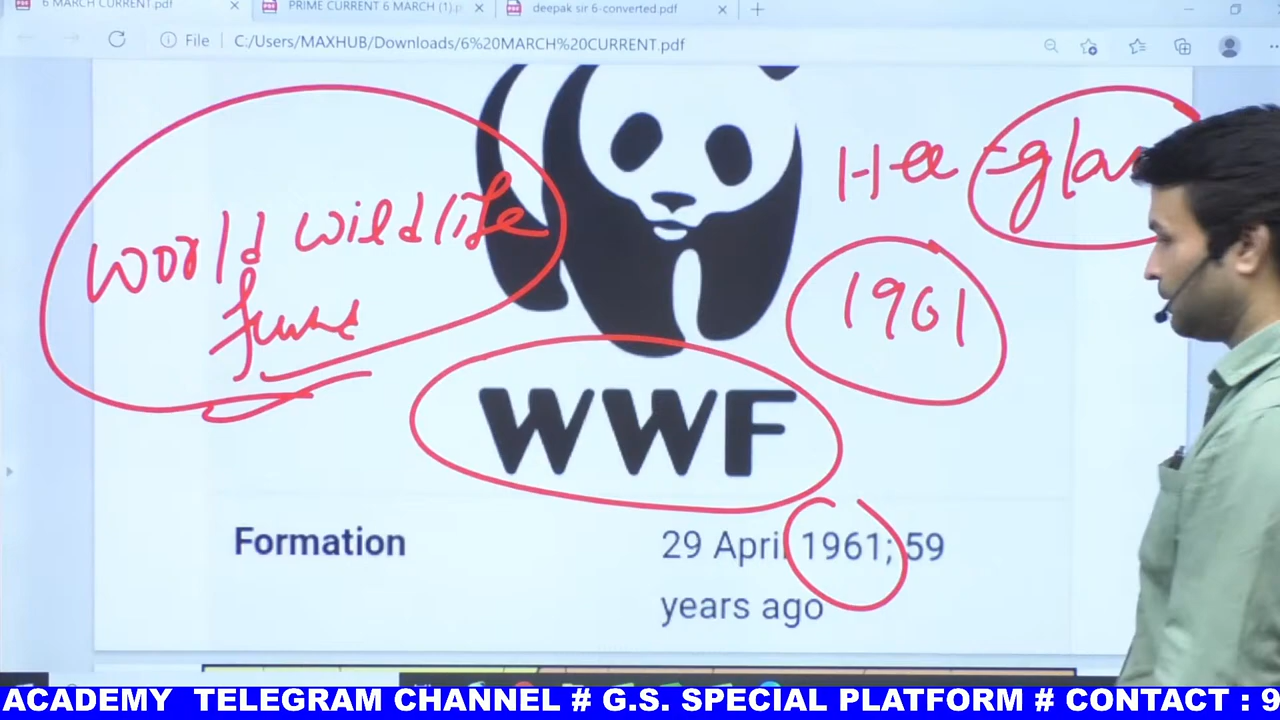 6 MARCH CURRENT.pdf
PRIME CURRENT 6 MARCH (1).p
deepak sir 6-converted.pdf
File
C:/Users/MAXHUB/Downloads/6%20MARCH%20CURRENT.pdf
World Wildlife
fund
1961
WWF
Formation
29 April 1961; 59
years ago
ACADEMY TELEGRAM CHANNEL # G.S. SPECIAL PLATFORM # CONTACT : 9